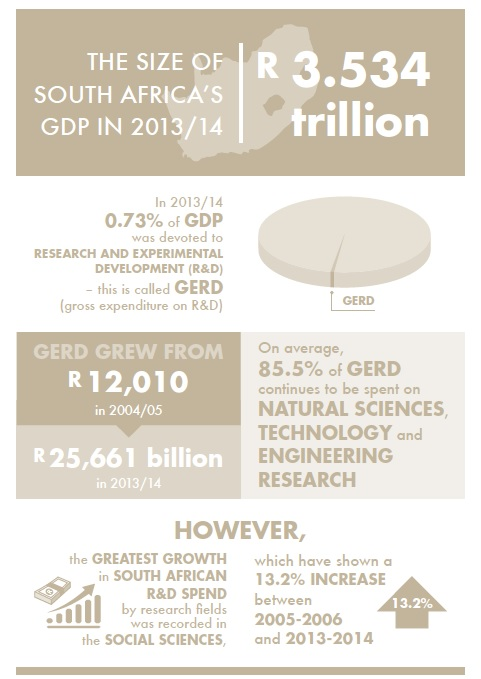 THE SIZE OF
SOUTH AFRICA'S
GDP IN 2013/14
R 3.534
trillion
In 2013/14
0.73% of GDP
was devoted to
RESEARCH AND EXPERIMENTAL
DEVELOPMENT (R&D)
– this is called GERD
(gross expenditure on R&D)
GERD
GERD GREW FROM
R 12,010
in 2004/05
R 25,661 billion
in 2013/14
On average,
85.5% of GERD
continues to be spent on
NATURAL SCIENCES,
TECHNOLOGY and
ENGINEERING
RESEARCH
HOWEVER,
the GREATEST GROWTH
in SOUTH AFRICAN
R&D SPEND
by research fields
was recorded in
the SOCIAL SCIENCES,
which have shown a
13.2% INCREASE
between
2005-2006
and 2013-2014
13.2%